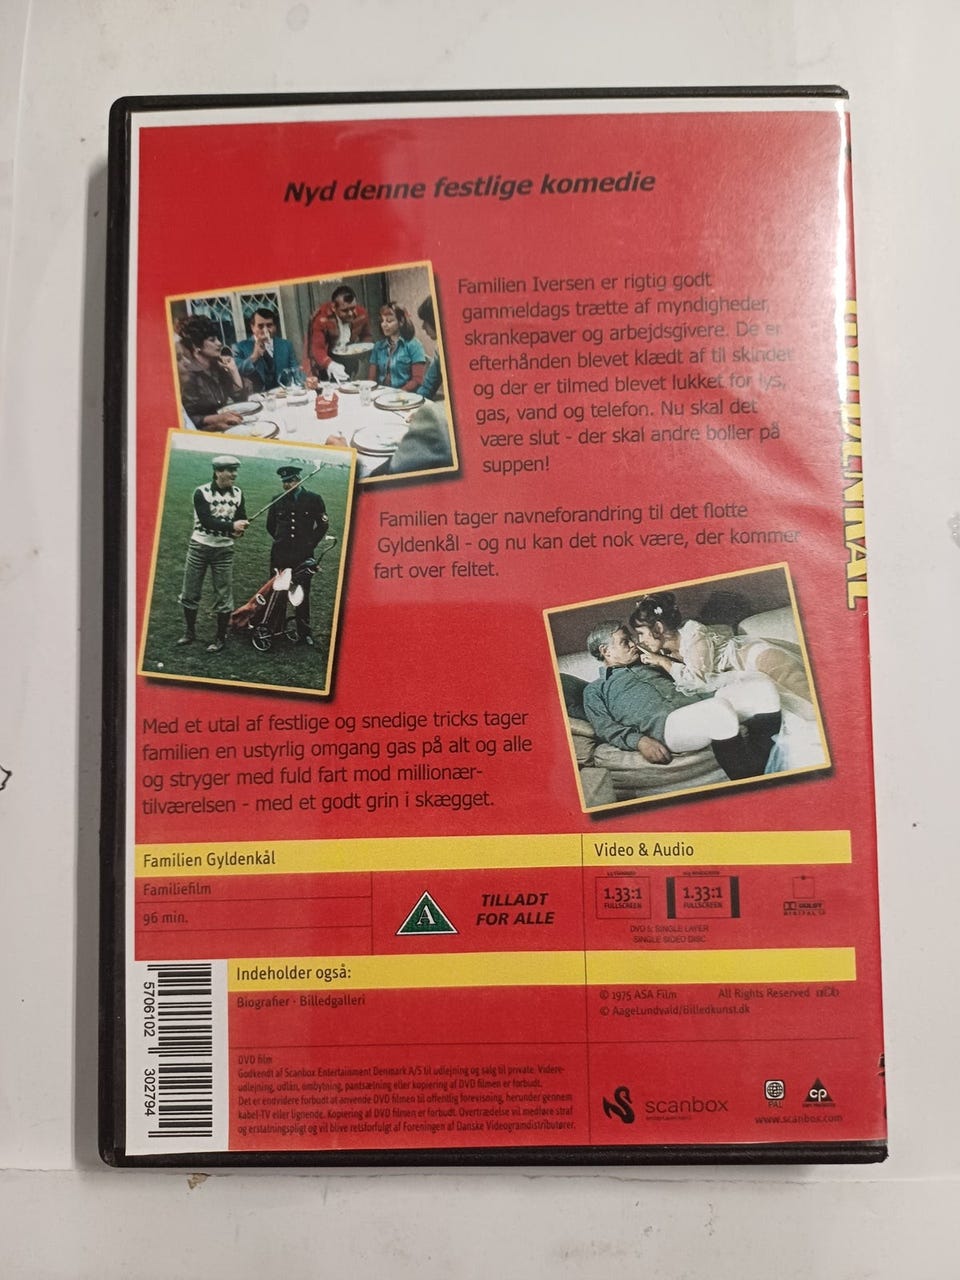 Nyd denne festlige komedie
Familien Iversen er rigtig godt
gammeldags trætte af myndigheder,
skrankepaver og arbejdsgivere. De er
efterhånden blevet klædt af til skindet
og der er tilmed blevet lukket for lys,
gas, vand og telefon. Nu skal det
være slut - der skal andre boller på
suppen!
Familien tager navneforandring til det flotte
Gyldenkål - og nu kan det nok være, der kommer
fart over feltet.
Med et utal af festlige og snedige tricks tager
familien en ustyrlig omgang gas på alt og alle
og stryger med fuld fart mod millionær-
tilværelsen - med et godt grin i skægget.
Familien Gyldenkål
Familiefilm
96 min.
A
TILLADT
FOR ALLE
Video & Audio
1.33:1
FULLSCREEN
1.33:1
FULLSCREEN
DOLBY
DIGITAL
DVD 5: SINGLE LAYER
SINGLE SIDED DISC
Indeholder også:
Biografier · Billedgalleri
© 1975 ASA Film All Rights Reserved
© AageLundvald/Billedkunst.dk
DVD film
Godkendt af Scanbox Entertainment Denmark A/S til udlejning og salg til private. Videre-
udlejning, udlån, ombytning, pantsætning eller kopiering af DVD filmen er forbudt.
Det er endvidere forbudt at anvende DVD filmen til offentlig forevisning, herunder gennem
kabel-TV eller lignende. Kopiering af DVD filmen er forbudt. Overtrædelse vil medføre straf
og erstatningspligt og vil blive retsforfulgt af Foreningen af Danske Videogramdistributører.
scanbox
entertainment
PAL
CP
www.scanbox.com
5706102 302794